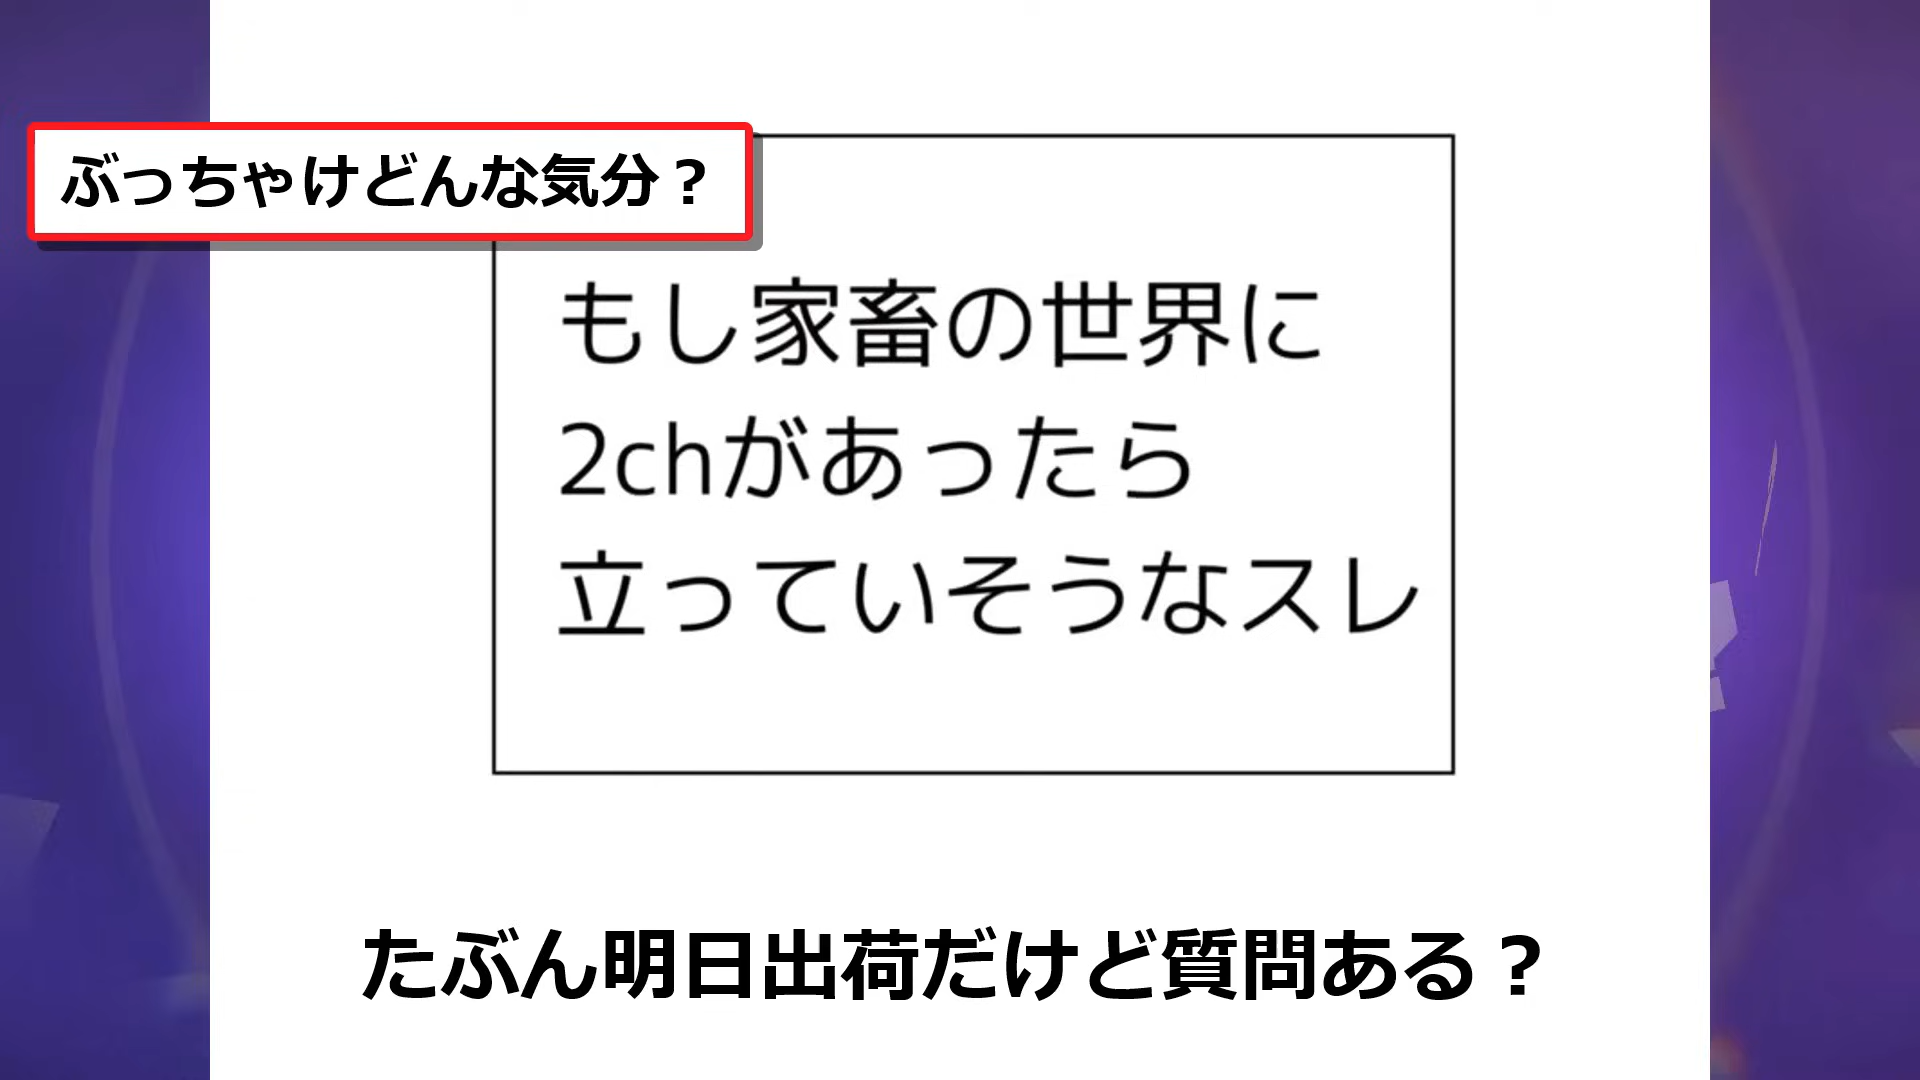 ぶっちゃけどんな気分？
もし家畜の世界に
2chがあったら
立っていそうなスレ
たぶん明日出荷だけど質問ある？